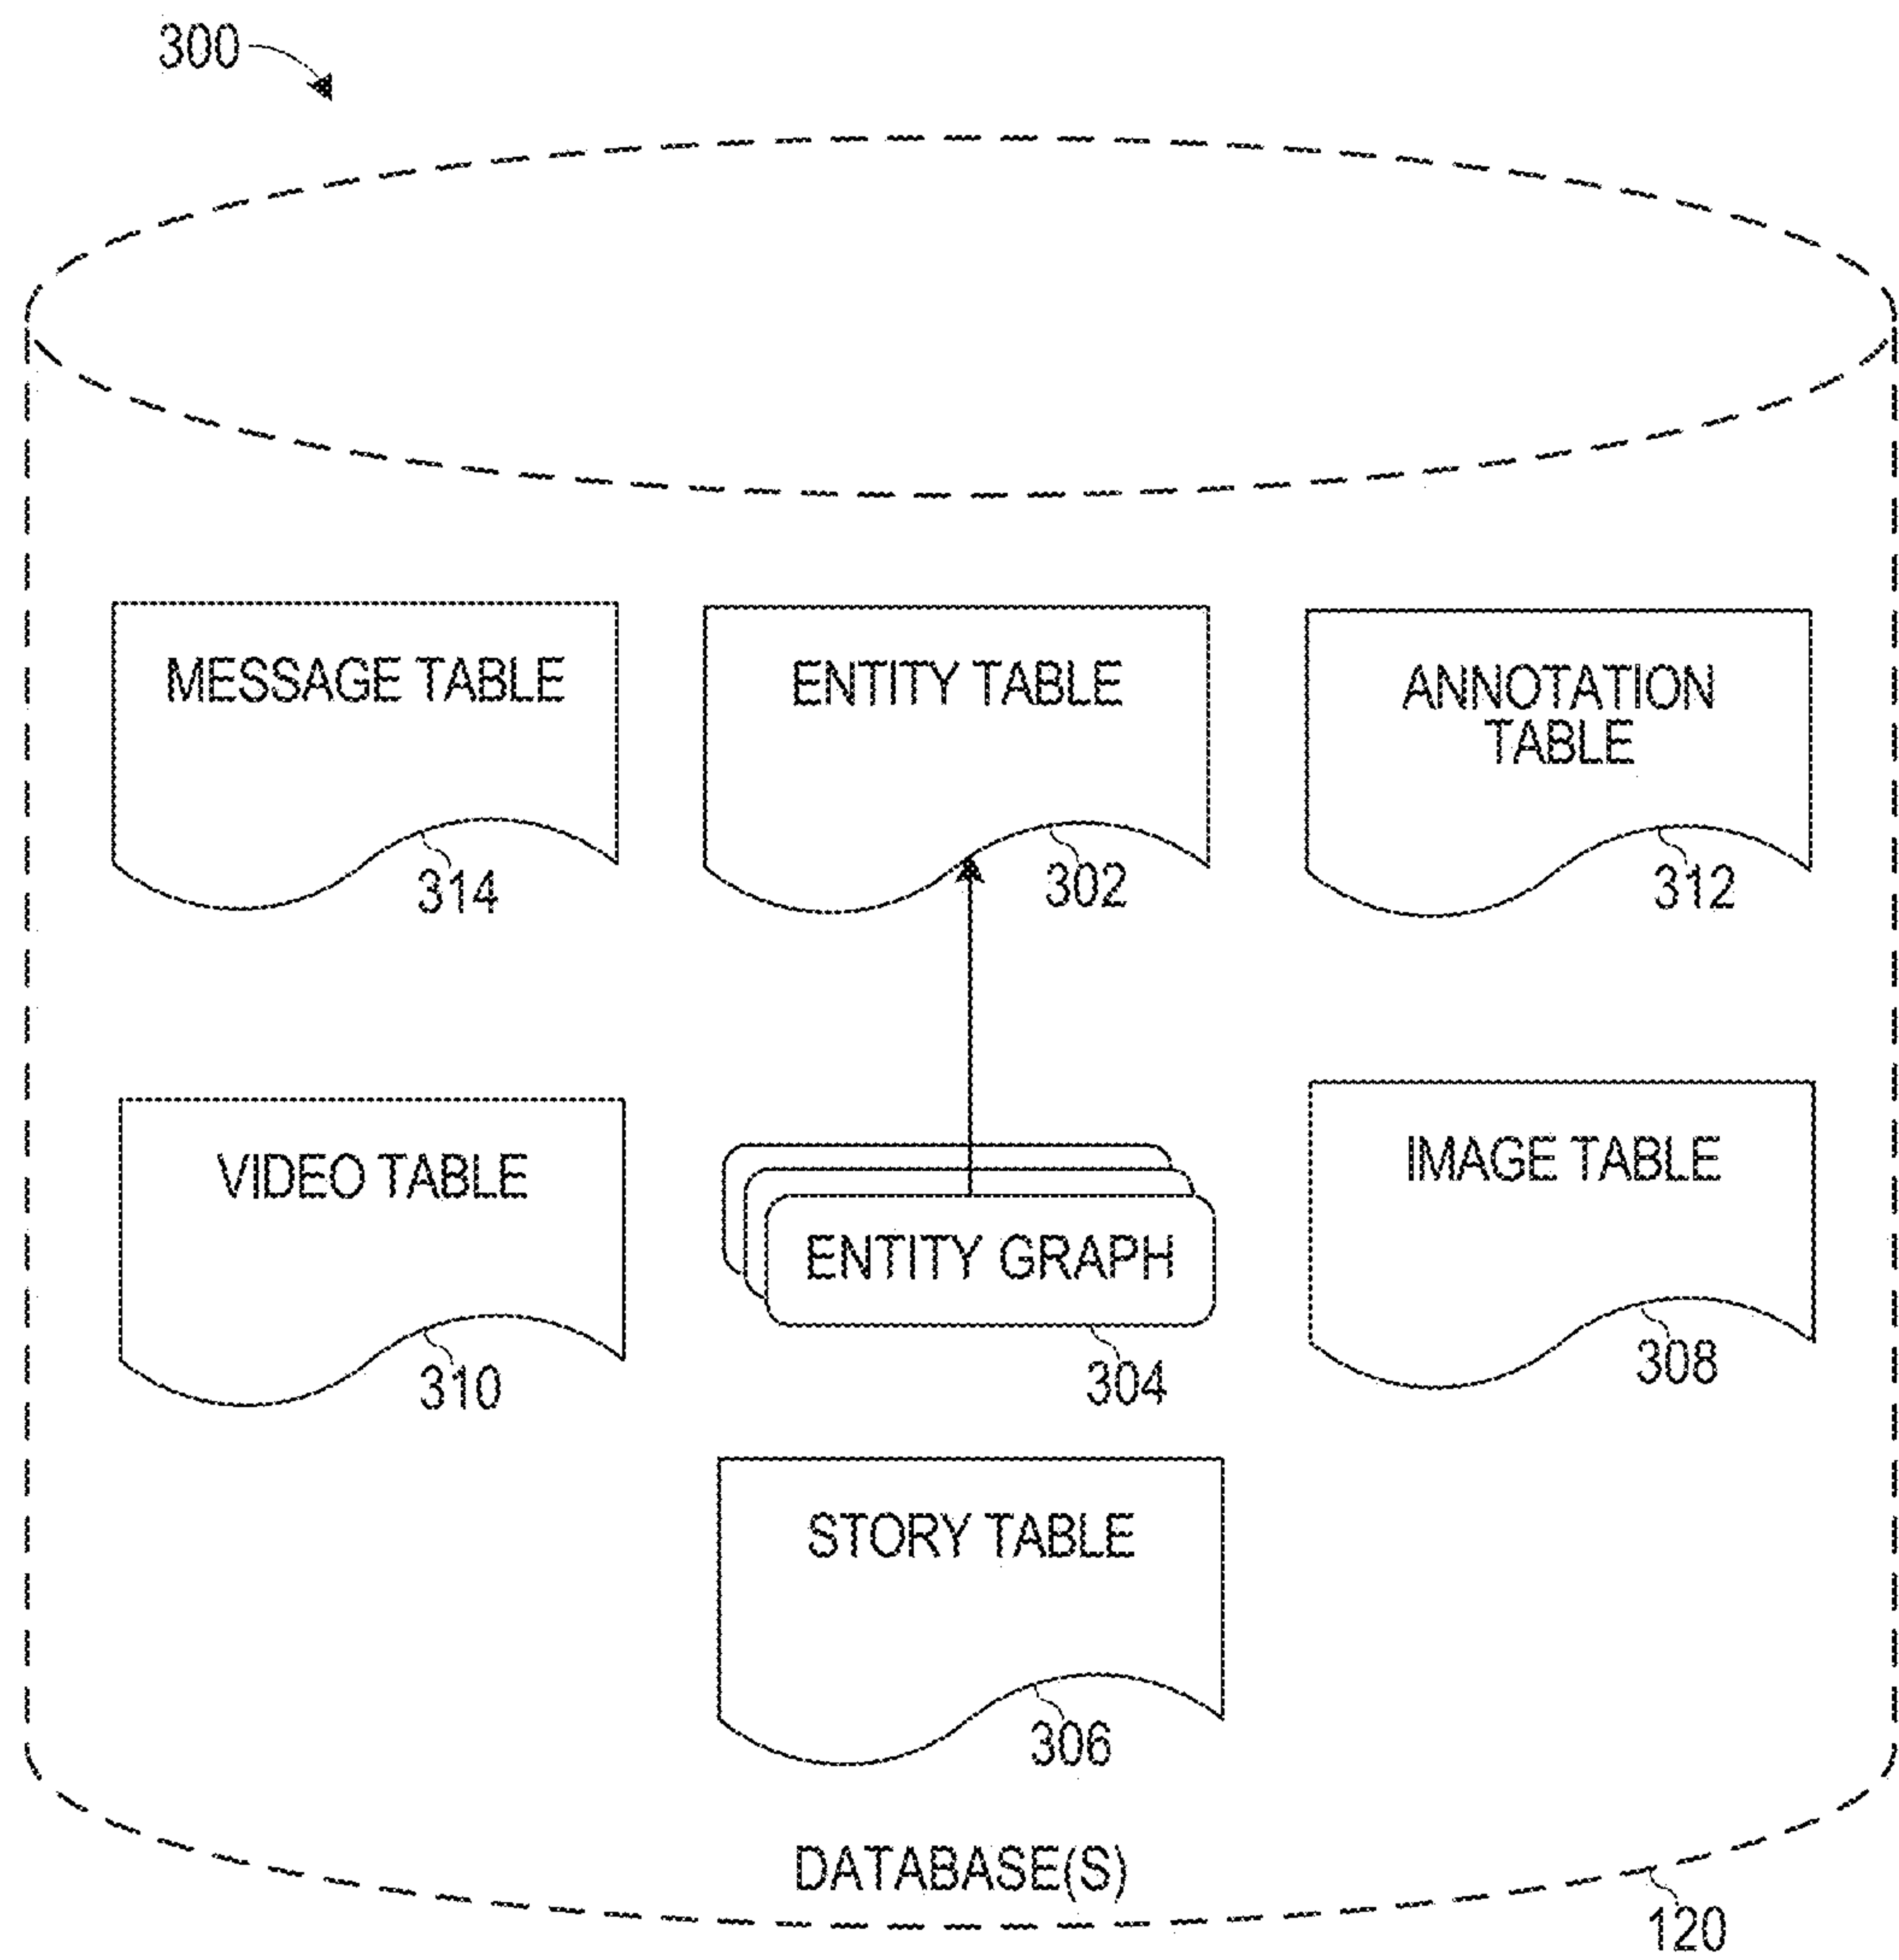 300
MESSAGE TABLE
314
ENTITY TABLE
302
ANNOTATION
TABLE
312
VIDEO TABLE
310
ENTITY GRAPH
304
IMAGE TABLE
308
STORY TABLE
306
DATABASE(S)
120